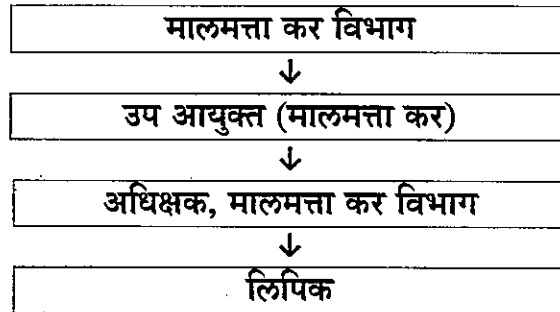 मालमत्ता कर विभाग
↓
उप आयुक्त (मालमत्ता कर)
↓
अधिक्षक, मालमत्ता कर विभाग
↓
लिपिक